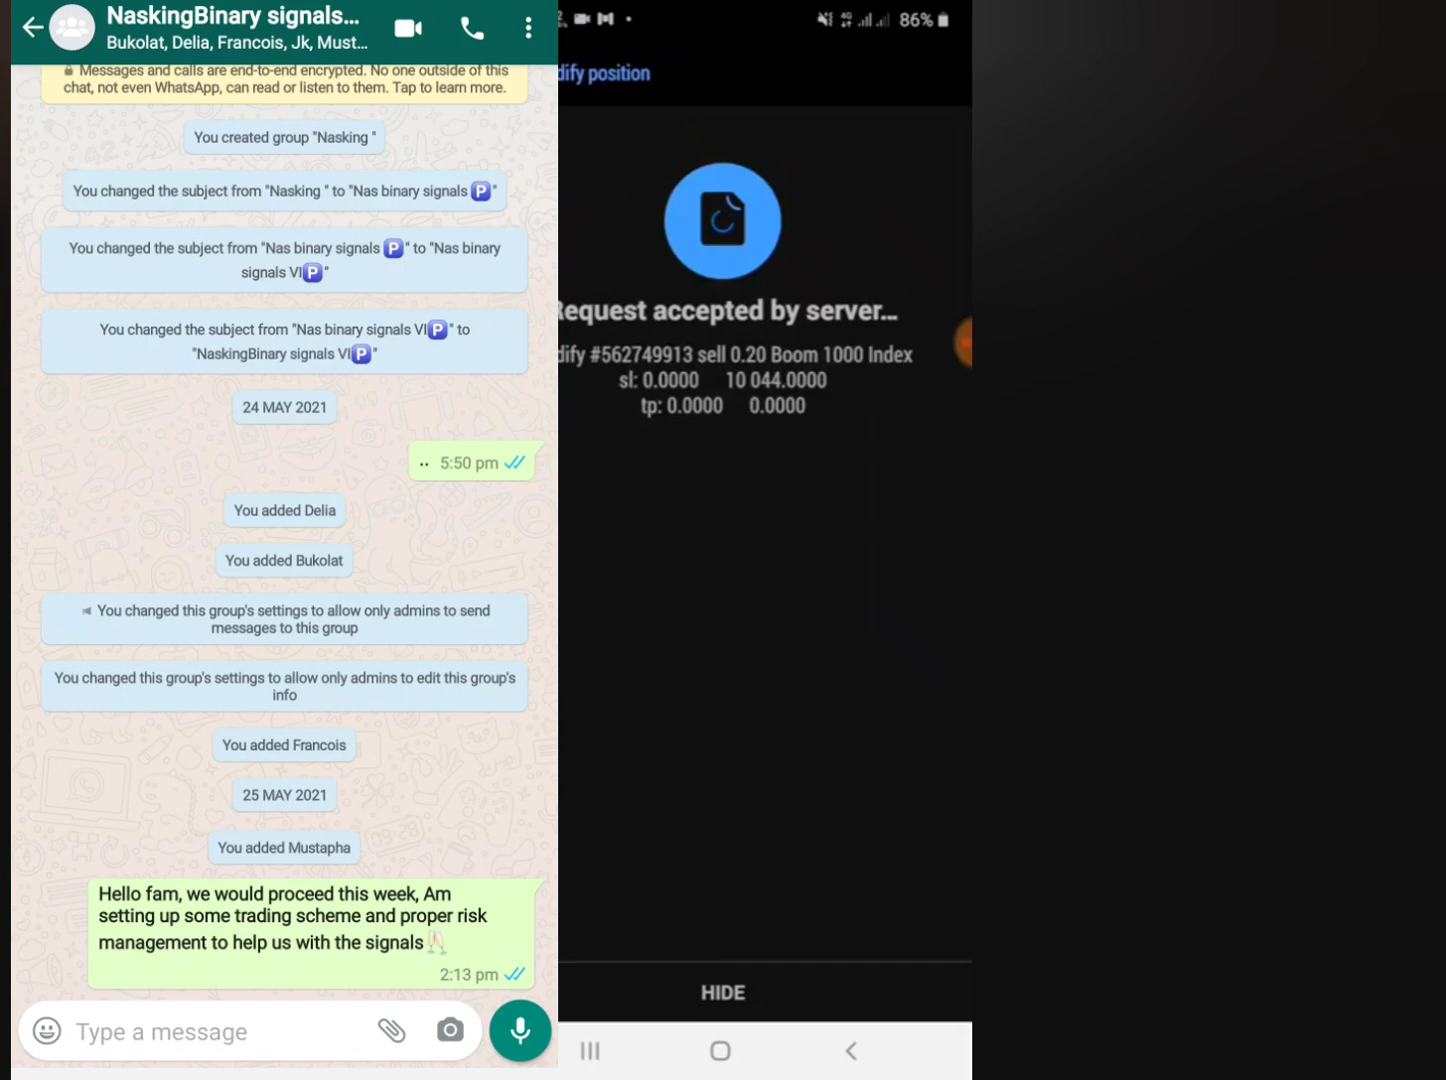 NaskingBinary signals...
Bukolat, Delia, Francois, Jk, Must...
Messages and calls are end-to-end encrypted. No one outside of this
chat, not even WhatsApp, can read or listen to them. Tap to learn more.
You created group "Nasking "
You changed the subject from "Nasking " to "Nas binary signals 🅿️"
You changed the subject from "Nas binary signals 🅿️" to "Nas binary
signals VI🅿️"
You changed the subject from "Nas binary signals VI🅿️" to
"NaskingBinary signals VI🅿️"
24 MAY 2021
.. 5:50 pm
You added Delia
You added Bukolat
You changed this group's settings to allow only admins to send
messages to this group
You changed this group's settings to allow only admins to edit this group's
info
You added Francois
25 MAY 2021
You added Mustapha
Hello fam, we would proceed this week, Am
setting up some trading scheme and proper risk
management to help us with the signals🥂
2:13 pm
Type a message
86%
dify position
Request accepted by server...
dify #562749913 sell 0.20 Boom 1000 Index
sl: 0.0000 10 044.0000
tp: 0.0000 0.0000
HIDE